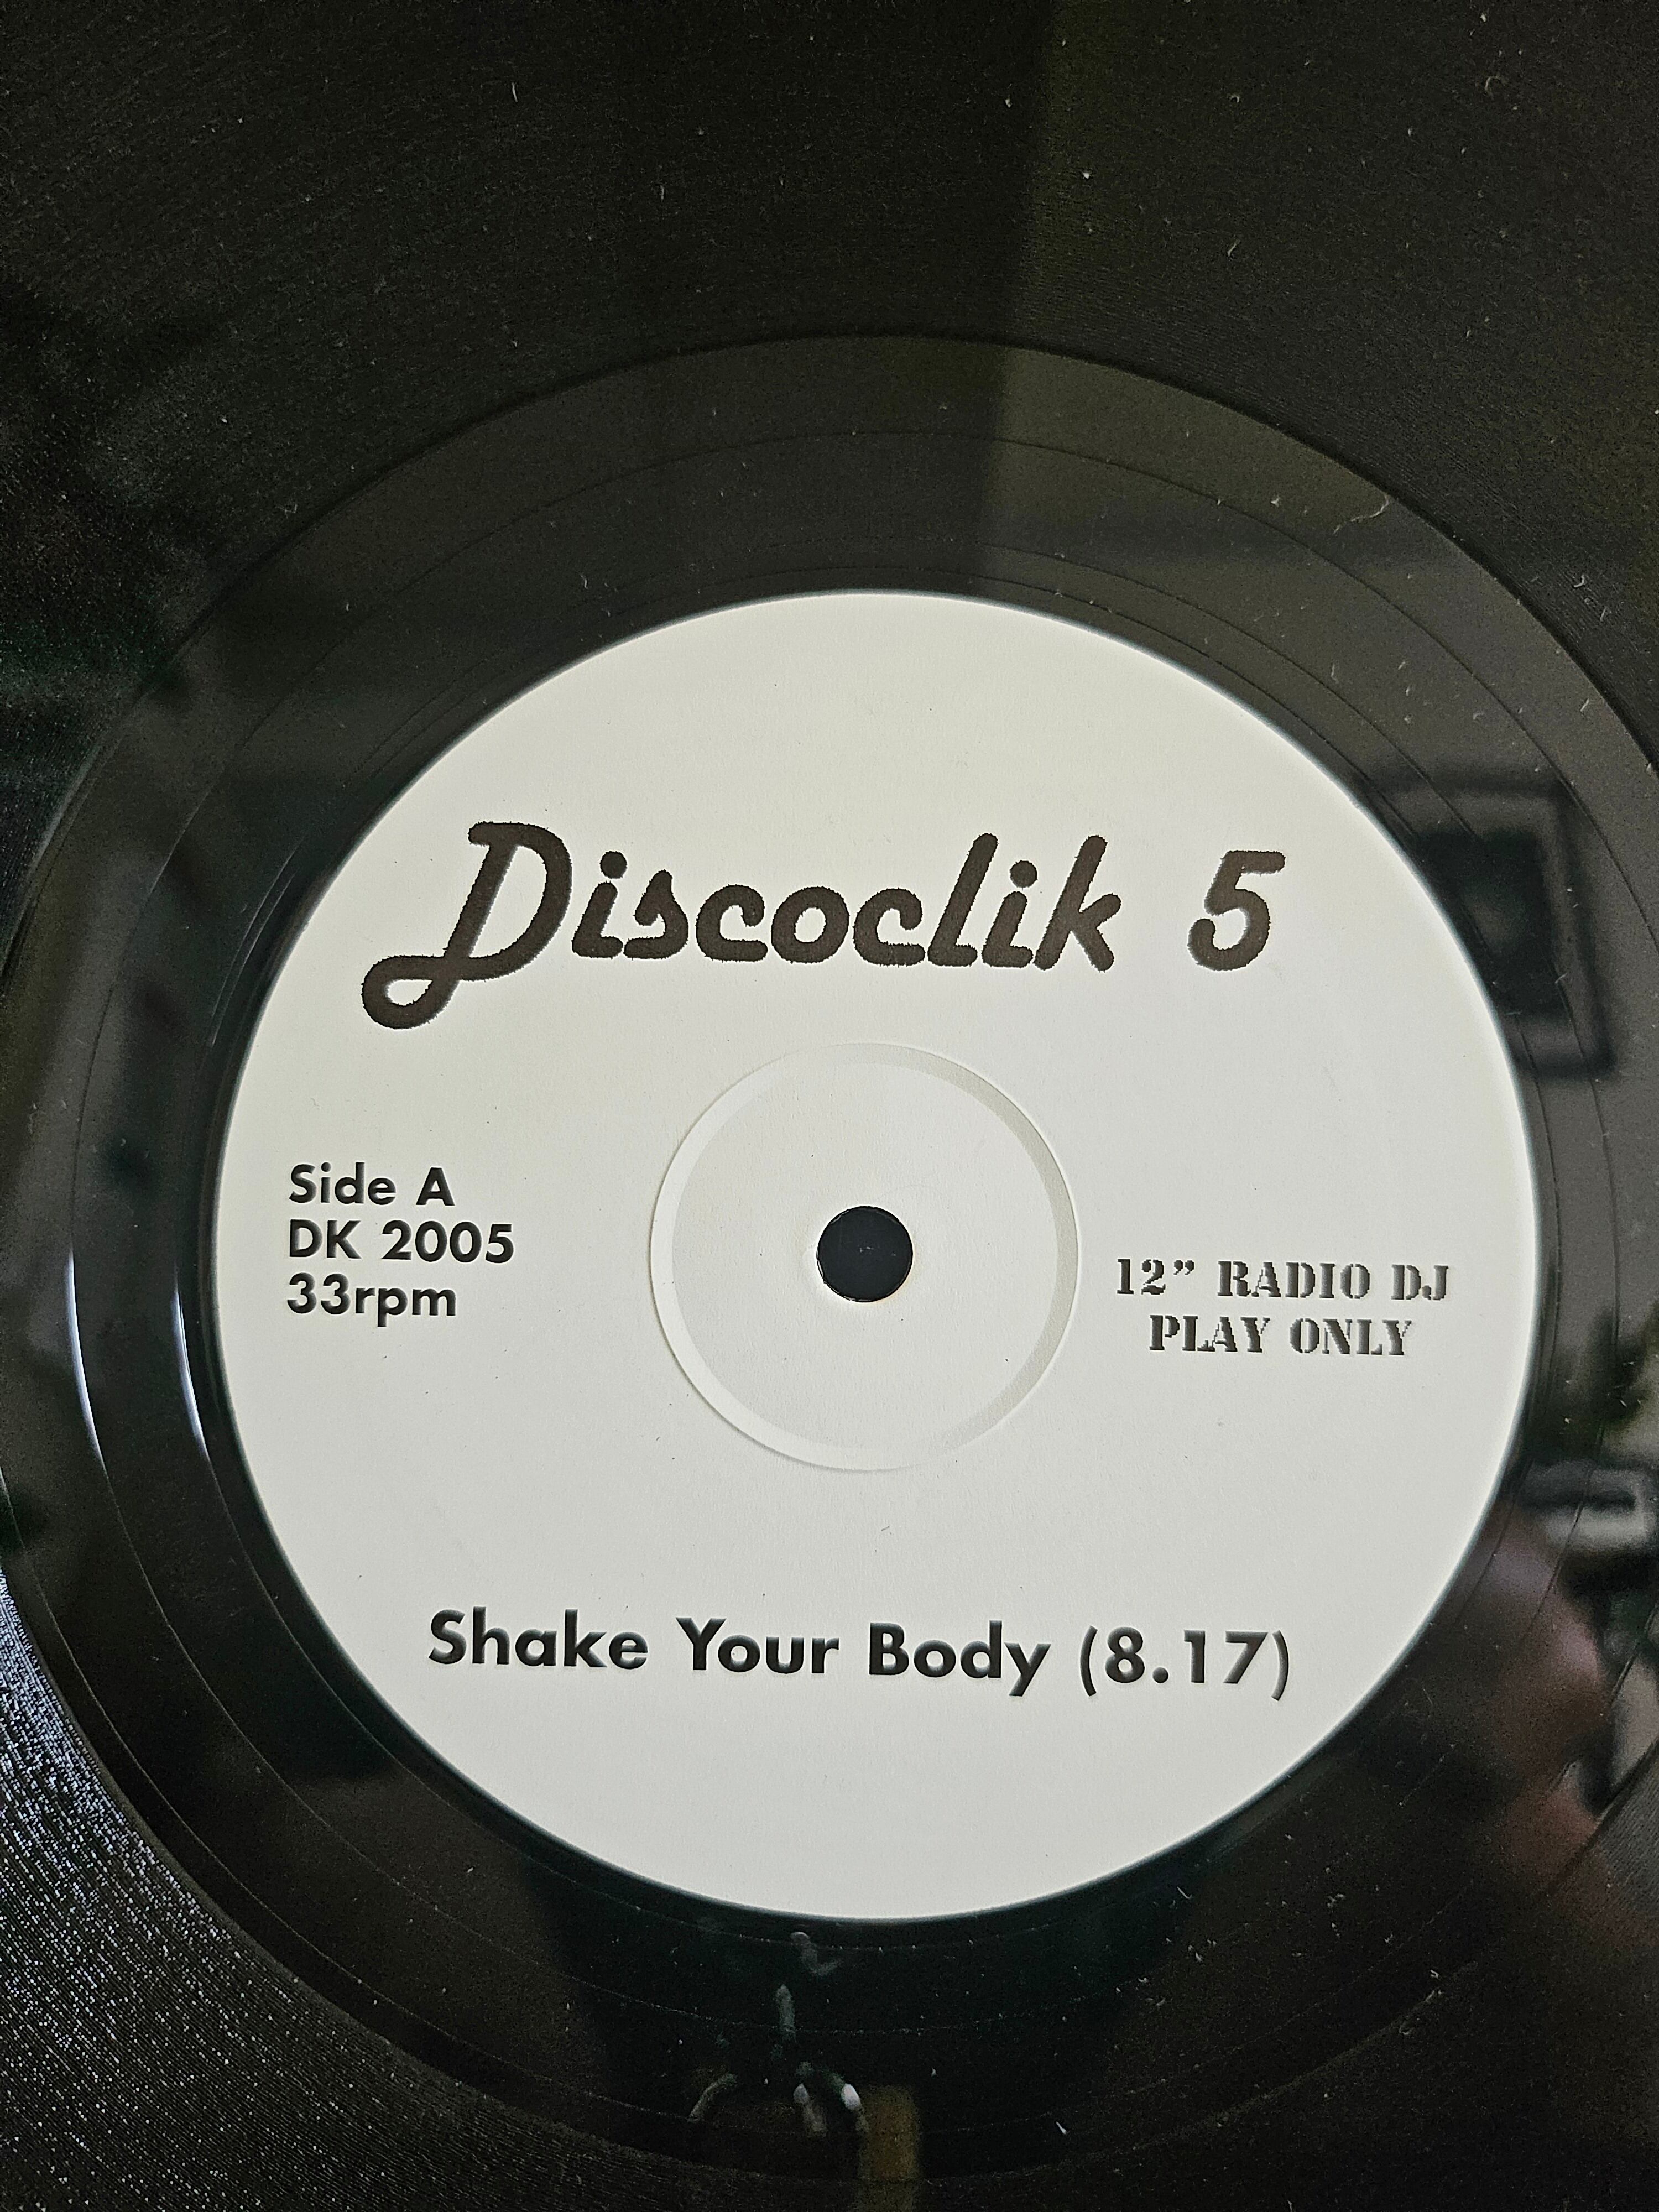 Discoclik 5
Side A
DK 2005
33rpm
12” RADIO DJ
PLAY ONLY
Shake Your Body (8.17)